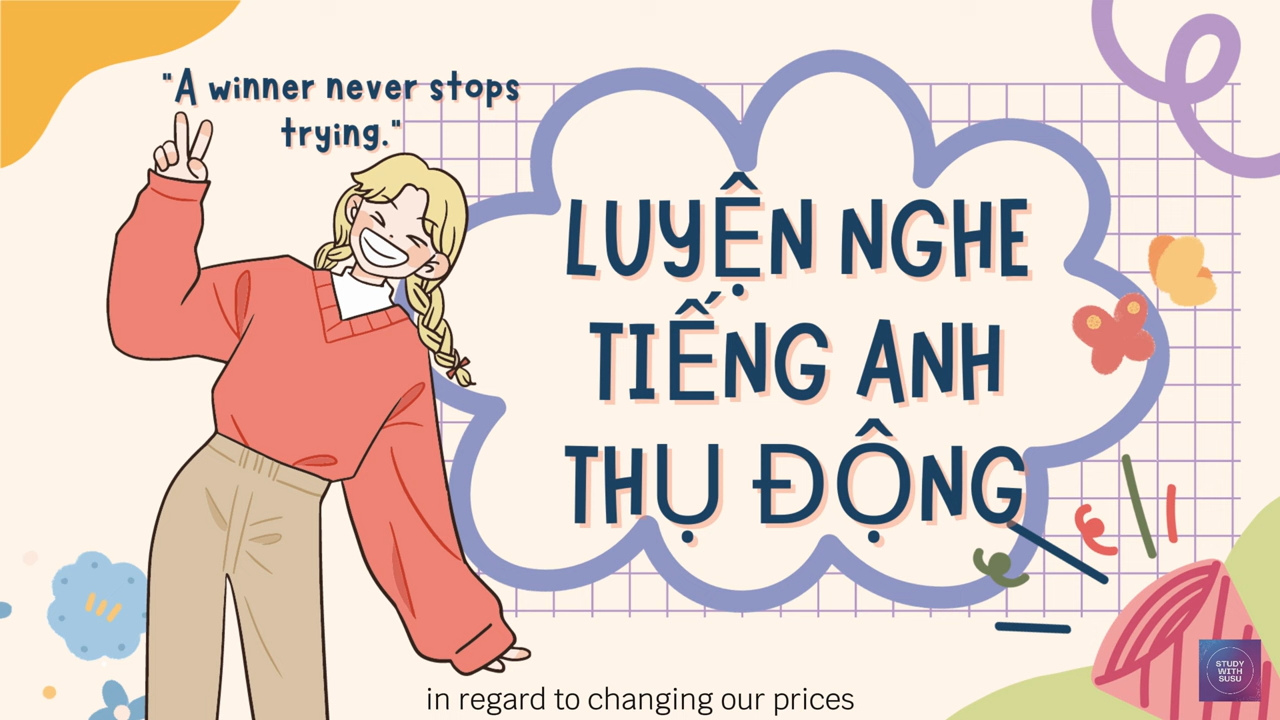 "A winner never stops
trying."
LUYỆN NGHE
TIẾNG ANH
THỤ ĐỘNG
in regard to changing our prices
STUDY
WITH
SUSU